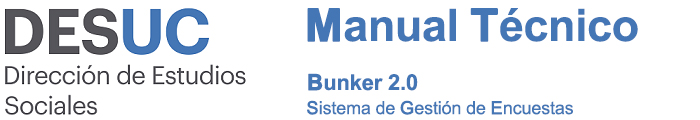 DESUC
Dirección de Estudios
Sociales
Manual Técnico
Bunker 2.0
Sistema de Gestión de Encuestas